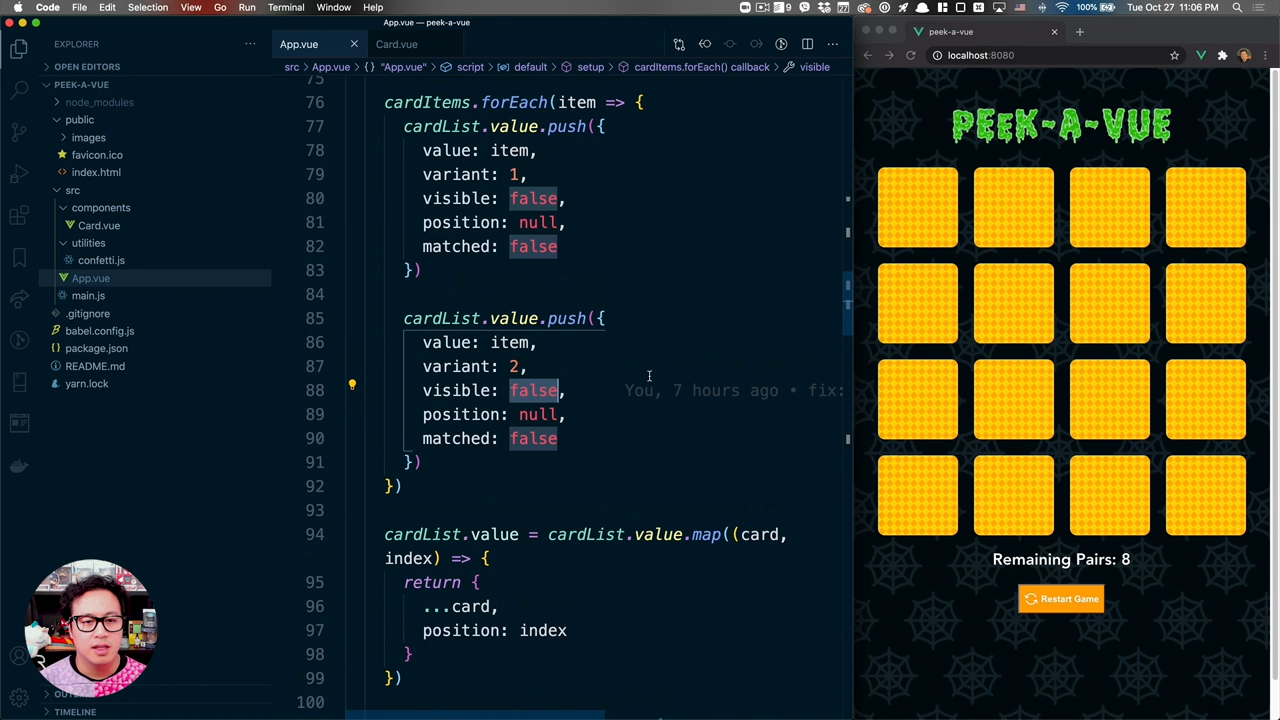 Code File Edit Selection View Go Run Terminal Window Help
9 27 100% Tue Oct 27 11:06 PM
App.vue — peek-a-vue
EXPLORER
OPEN EDITORS
PEEK-A-VUE
node_modules
public
images
favicon.ico
index.html
src
components
Card.vue
utilities
confetti.js
App.vue
main.js
.gitignore
babel.config.js
package.json
README.md
yarn.lock
TIMELINE
App.vue Card.vue
src App.vue {} "App.vue" script default setup cardItems.forEach() callback visible
75
76 cardItems.forEach(item => {
77 cardList.value.push({
78 value: item,
79 variant: 1,
80 visible: false,
81 position: null,
82 matched: false
83 })
84
85 cardList.value.push({
86 value: item,
87 variant: 2,
88 visible: false, You, 7 hours ago • fix:
89 position: null,
90 matched: false
91 })
92 })
93
94 cardList.value = cardList.value.map((card,
index) => {
95 return {
96 ...card,
97 position: index
98 }
99 })
100
peek-a-vue
localhost:8080
PEEK-A-VUE
Remaining Pairs: 8
Restart Game